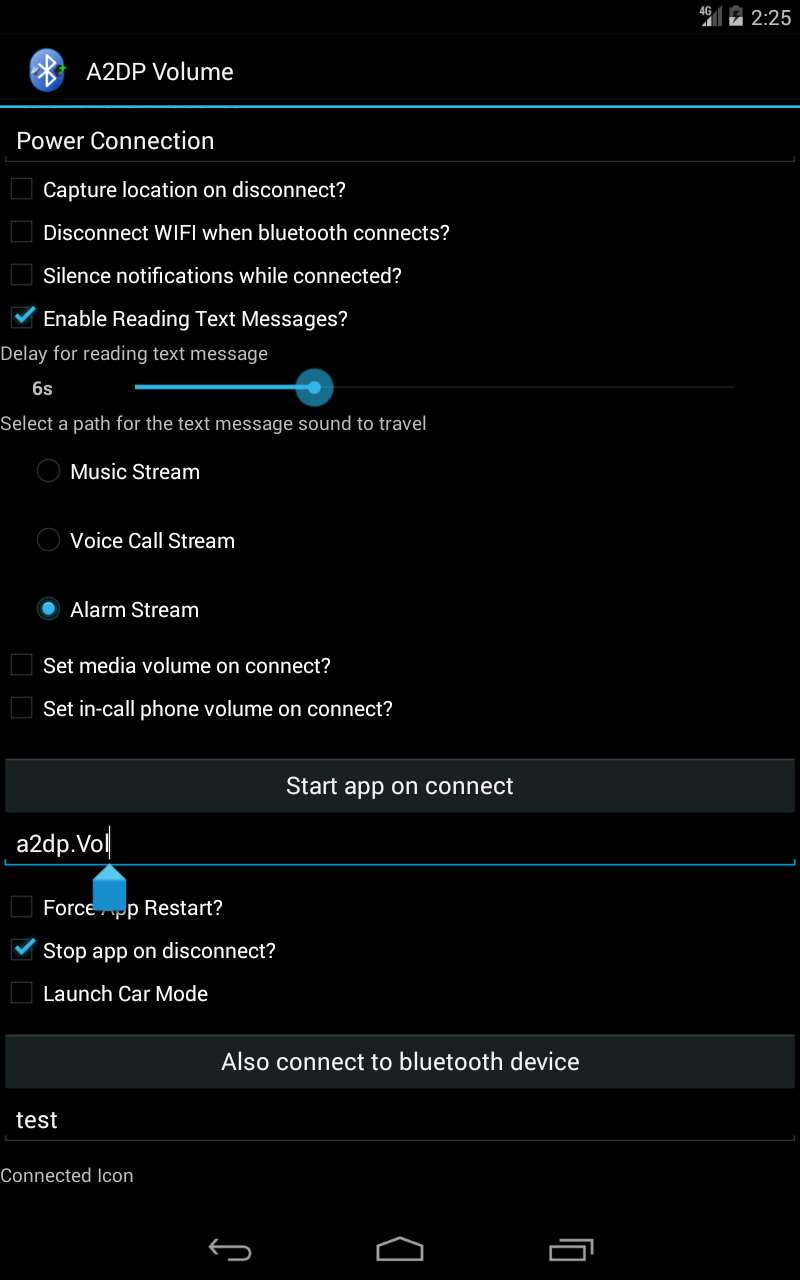 4G 2:25
A2DP Volume
Power Connection
Capture location on disconnect?
Disconnect WIFI when bluetooth connects?
Silence notifications while connected?
Enable Reading Text Messages?
Delay for reading text message
6s
Select a path for the text message sound to travel
Music Stream
Voice Call Stream
Alarm Stream
Set media volume on connect?
Set in-call phone volume on connect?
Start app on connect
a2dp.Vol
Force App Restart?
Stop app on disconnect?
Launch Car Mode
Also connect to bluetooth device
test
Connected Icon